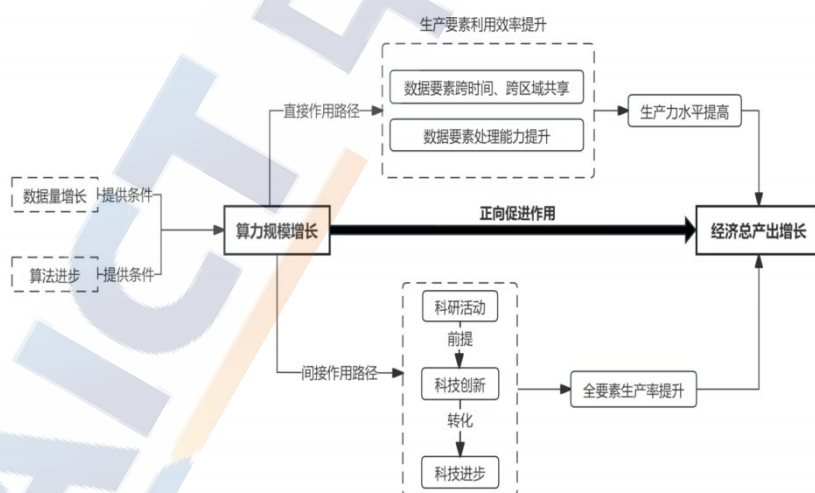 生产要素利用效率提升
数据要素跨时间、跨区域共享
直接作用路径
生产力水平提高
数据要素处理能力提升
数据量增长
提供条件
正向促进作用
算力规模增长
经济总产出增长
算法进步
提供条件
科研活动
前提
间接作用路径
科技创新
全要素生产率提升
转化
科技进步